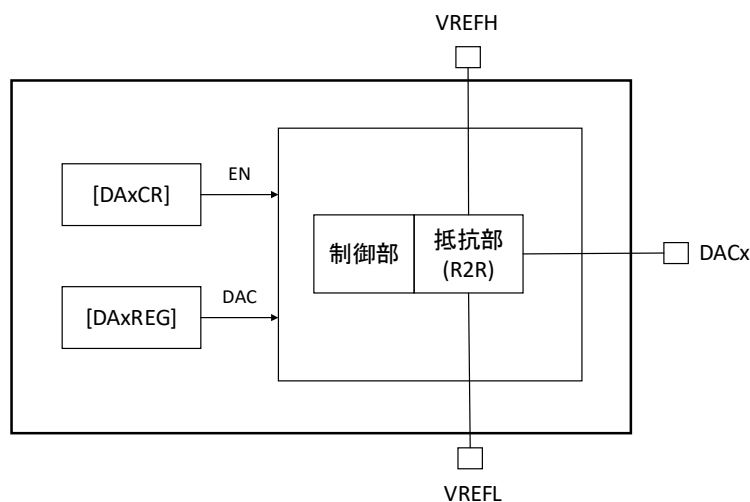 VREFH
[DAxCR]
EN
制御部
抵抗部
(R2R)
DACx
[DAxREG]
DAC
VREFL